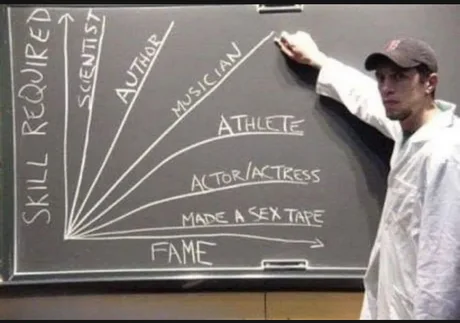 SKILL REQUIRED
SCIENTIST
AUTHOR
MUSICIAN
ATHLETE
ACTOR/ACTRESS
MADE A SEX TAPE
FAME